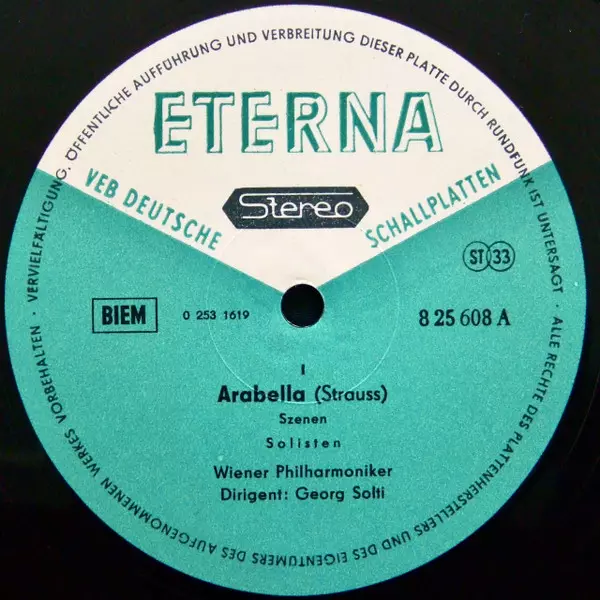 ETERNA
VEB DEUTSCHE SCHALLPLATTEN
Stereo
ST 33
BIEM
0 253 1619
8 25 608 A
I
Arabella (Strauss)
Szenen
Solisten
Wiener Philharmoniker
Dirigent: Georg Solti
ALLE RECHTE DES PLATTENHERSTELLERS UND DES EIGENTÜMERS DES AUFGENOMMENEN WERKES VORBEHALTEN · VERVIELFÄLTIGUNG, ÖFFENTLICHE AUFFÜHRUNG UND VERBREITUNG DIESER PLATTE DURCH RUNDFUNK IST UNTERSAGT ·